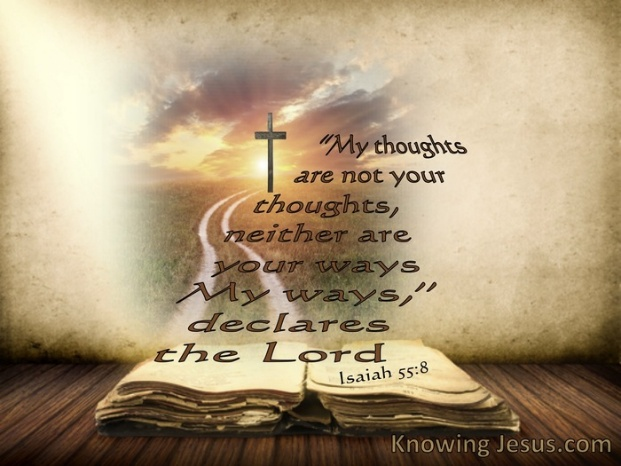 “My thoughts
are not your
thoughts,
neither are
your ways
My ways,”
declares
the Lord
Isaiah 55:8
Knowing Jesus.com